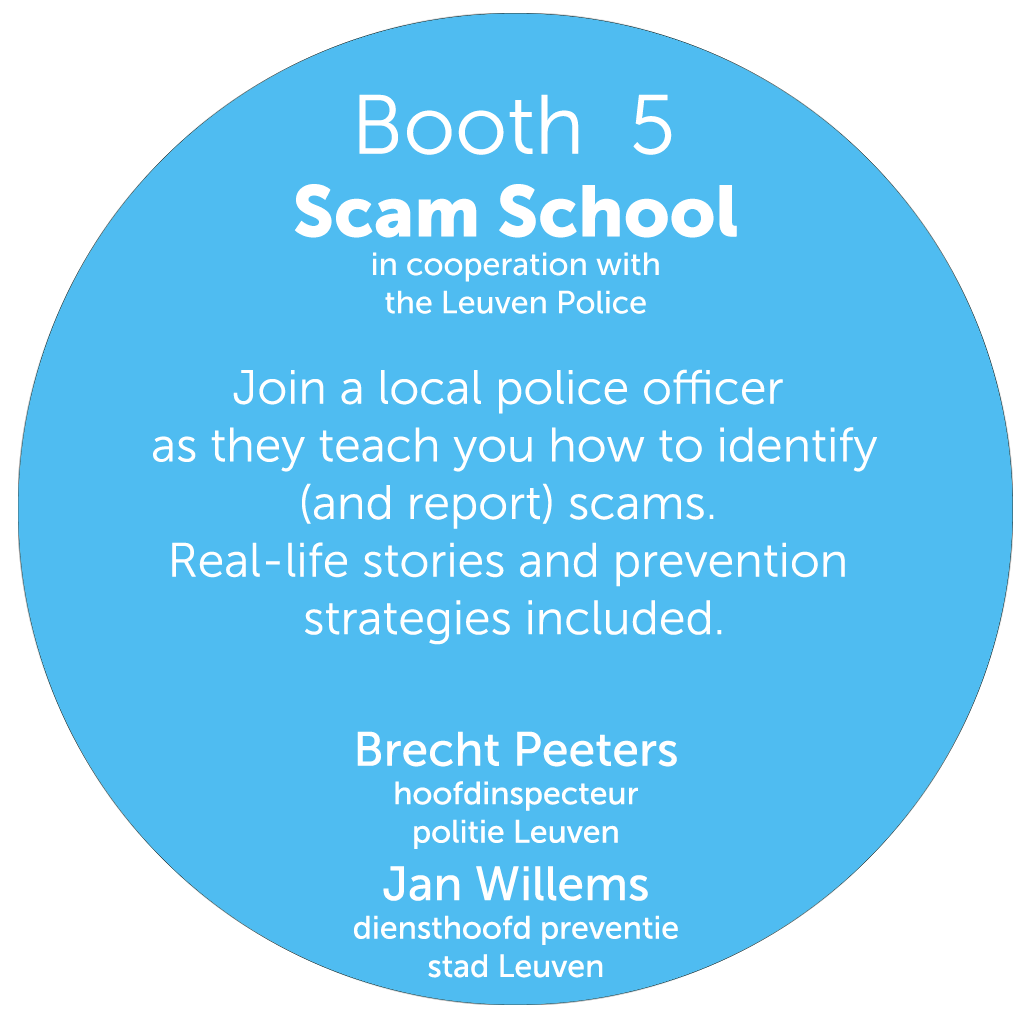 Booth 5
Scam School
in cooperation with
the Leuven Police
Join a local police officer
as they teach you how to identify
(and report) scams.
Real-life stories and prevention
strategies included.
Brecht Peeters
hoofdinspecteur
politie Leuven
Jan Willems
diensthoofd preventie
stad Leuven